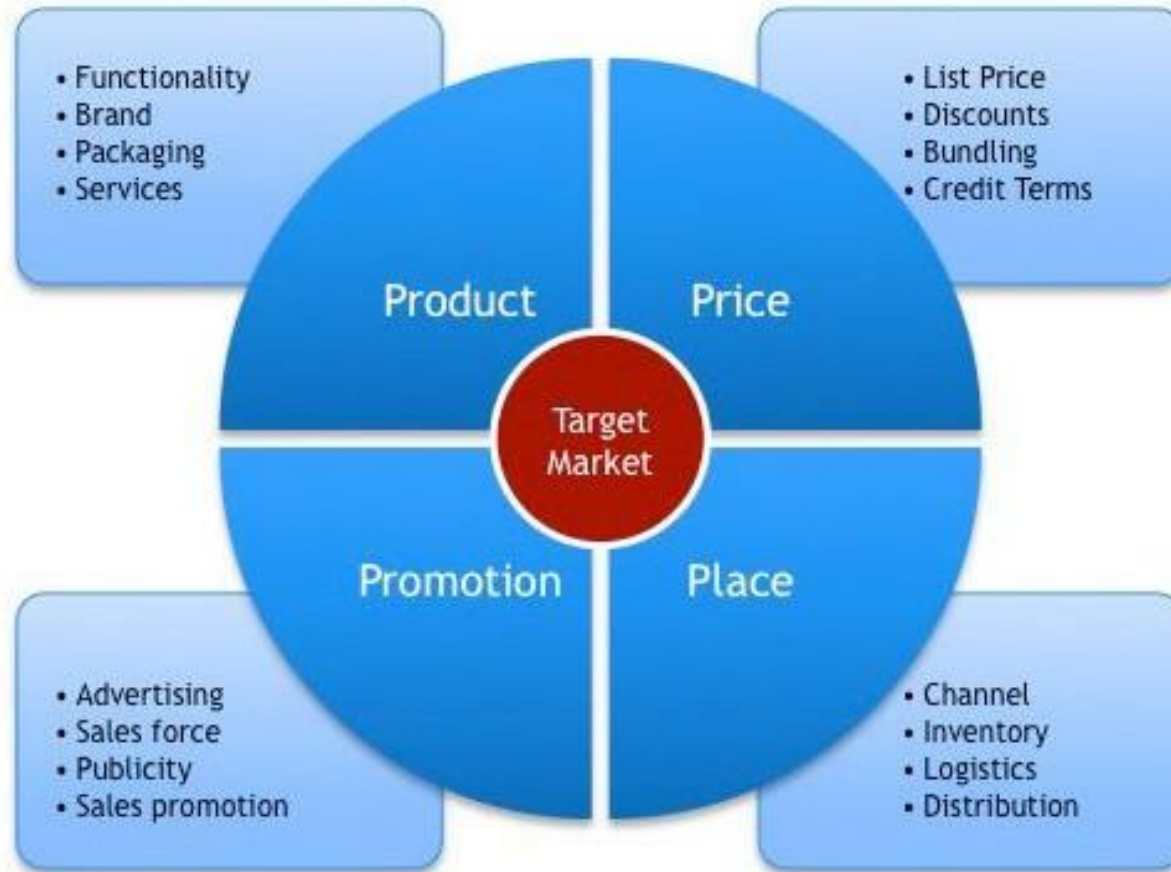 • Functionality
• Brand
• Packaging
• Services
• List Price
• Discounts
• Bundling
• Credit Terms
Product
Price
Target
Market
Promotion
Place
• Advertising
• Sales force
• Publicity
• Sales promotion
• Channel
• Inventory
• Logistics
• Distribution